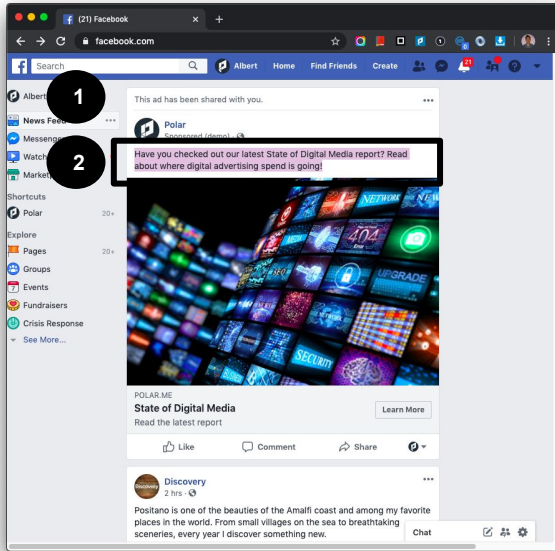 (21) Facebook
facebook.com
Search
Albert
Home
Find Friends
Create
21
Albert
1
News Feed
Messenger
Watch
2
Shortcuts
Polar
20+
Explore
Pages
20+
Groups
Events
Fundraisers
Crisis Response
See More...
This ad has been shared with you.
Polar
Sponsored (demo)
Have you checked out our latest State of Digital Media report? Read
about where digital advertising spend is going!
NETWORK
NEW
META
404
SEO
UPGRADE
SECURITY
POLAR.ME
State of Digital Media
Read the latest report
Learn More
Like
Comment
Share
Discovery
2 hrs
Positano is one of the beauties of the Amalfi coast and among my favorite
places in the world. From small villages on the sea to breathtaking
sceneries, every year I discover something new.
Chat